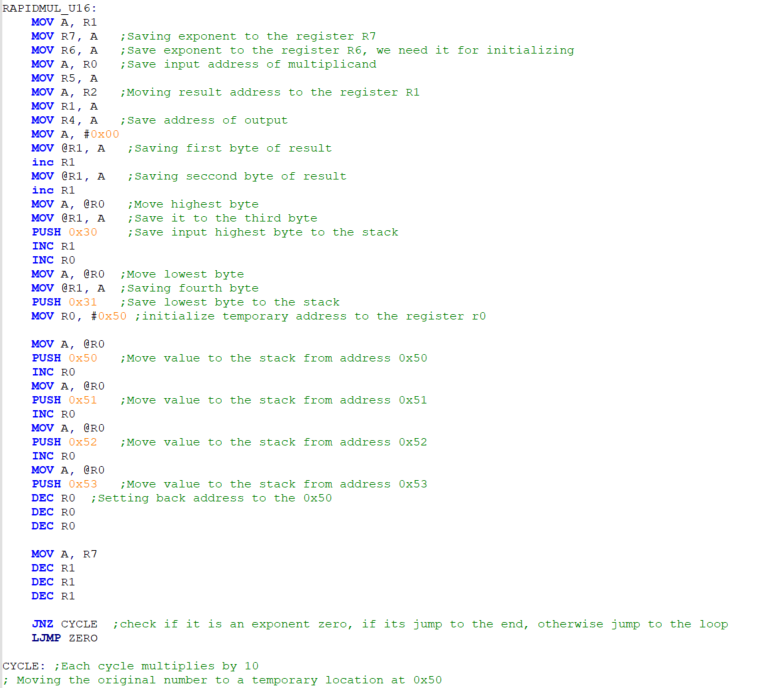 RAPIDMUL_U16:
MOV A, R1
MOV R7, A ;Saving exponent to the register R7
MOV R6, A ;Save exponent to the register R6, we need it for initializing
MOV A, R0 ;Save input address of multiplicand
MOV R5, A
MOV A, R2 ;Moving result address to the register R1
MOV R1, A
MOV R4, A ;Save address of output
MOV A, #0x00
MOV @R1, A ;Saving first byte of result
inc R1
MOV @R1, A ;Saving seccond byte of result
inc R1
MOV A, @R0 ;Move highest byte
MOV @R1, A ;Save it to the third byte
PUSH 0x30 ;Save input highest byte to the stack
INC R1
INC R0
MOV A, @R0 ;Move lowest byte
MOV @R1, A ;Saving fourth byte
PUSH 0x31 ;Save lowest byte to the stack
MOV R0, #0x50 ;initialize temporary address to the register r0
MOV A, @R0
PUSH 0x50 ;Move value to the stack from address 0x50
INC R0
MOV A, @R0
PUSH 0x51 ;Move value to the stack from address 0x51
INC R0
MOV A, @R0
PUSH 0x52 ;Move value to the stack from address 0x52
INC R0
MOV A, @R0
PUSH 0x53 ;Move value to the stack from address 0x53
DEC R0 ;Setting back address to the 0x50
DEC R0
DEC R0
MOV A, R7
DEC R1
DEC R1
DEC R1
JNZ CYCLE ;check if it is an exponent zero, if its jump to the end, otherwise jump to the loop
LJMP ZERO
CYCLE: ;Each cycle multiplies by 10
; Moving the original number to a temporary location at 0x50